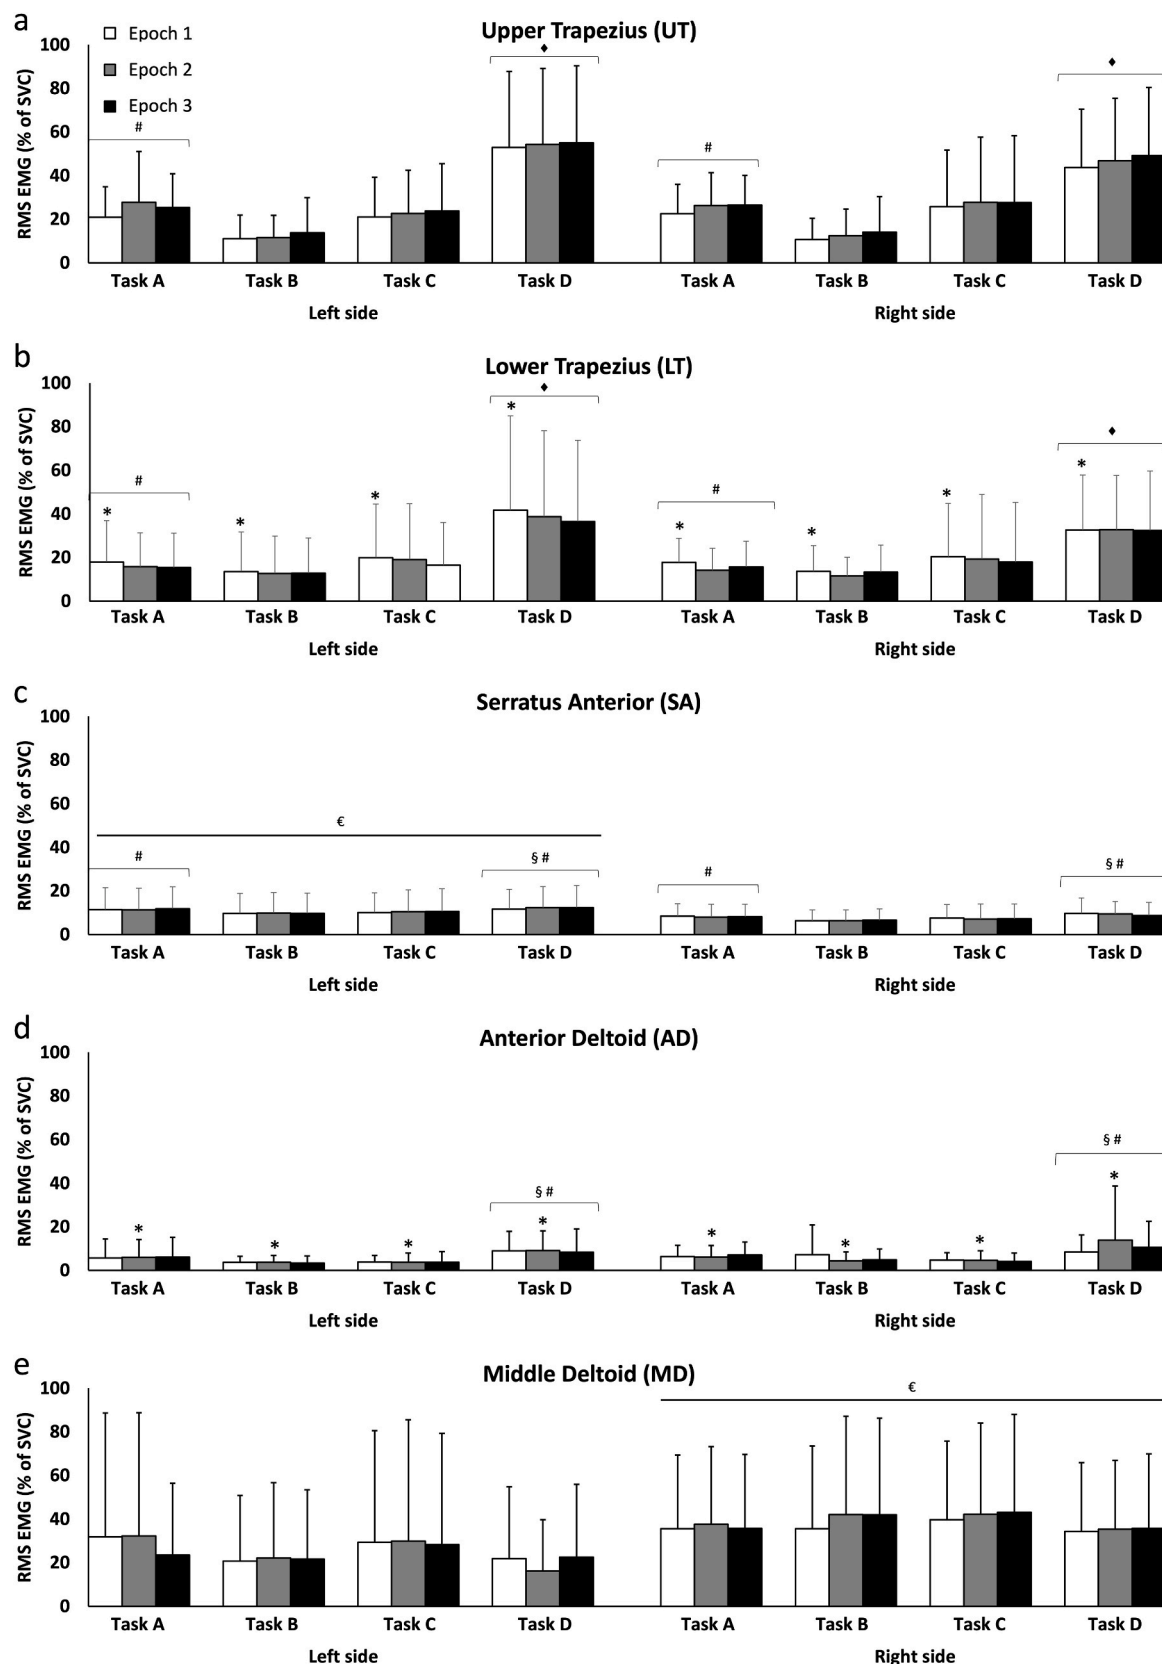 a
Upper Trapezius (UT)
Epoch 1
Epoch 2
Epoch 3
RMS EMG (% of SVC)
100
80
60
40
20
0
#
♦
#
♦
Task A Task B Task C Task D Task A Task B Task C Task D
Left side Right side
b
Lower Trapezius (LT)
RMS EMG (% of SVC)
100
80
60
40
20
0
#
♦
#
♦
* * * * * * * *
Task A Task B Task C Task D Task A Task B Task C Task D
Left side Right side
c
Serratus Anterior (SA)
RMS EMG (% of SVC)
100
80
60
40
20
0
€
# § # # § #
Task A Task B Task C Task D Task A Task B Task C Task D
Left side Right side
d
Anterior Deltoid (AD)
RMS EMG (% of SVC)
100
80
60
40
20
0
§ # § #
* * * * * * * *
Task A Task B Task C Task D Task A Task B Task C Task D
Left side Right side
e
Middle Deltoid (MD)
RMS EMG (% of SVC)
100
80
60
40
20
0
€
Task A Task B Task C Task D Task A Task B Task C Task D
Left side Right side